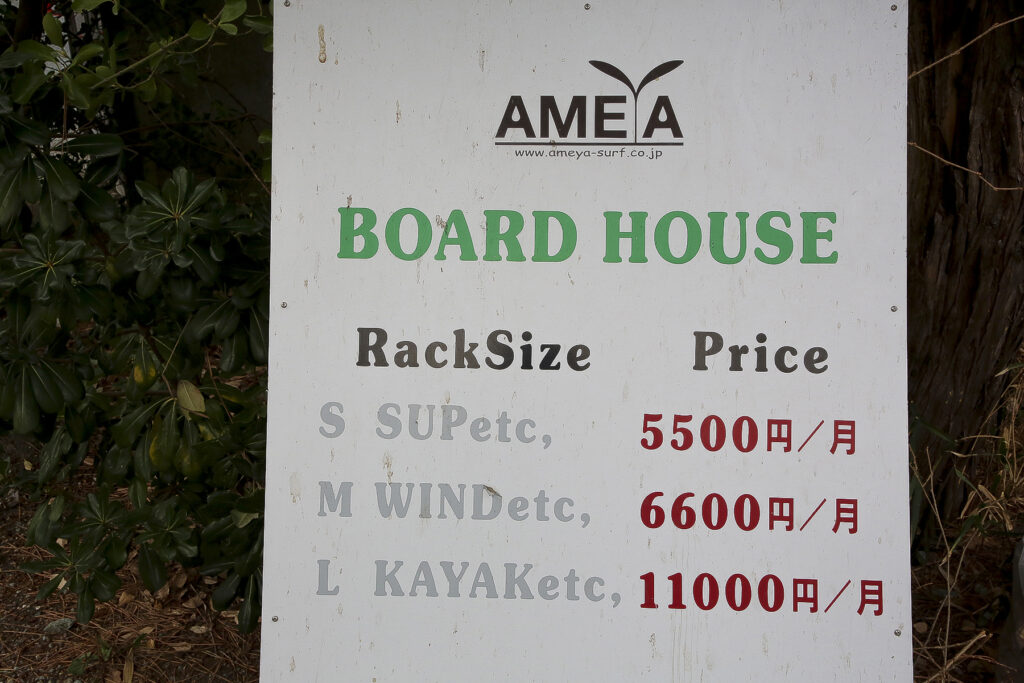 AMEYA
www.ameya-surf.co.jp
BOARD HOUSE
RackSize Price
S SUPetc, 5500円／月
M WINDetc, 6600円／月
L KAYAKetc, 11000円／月